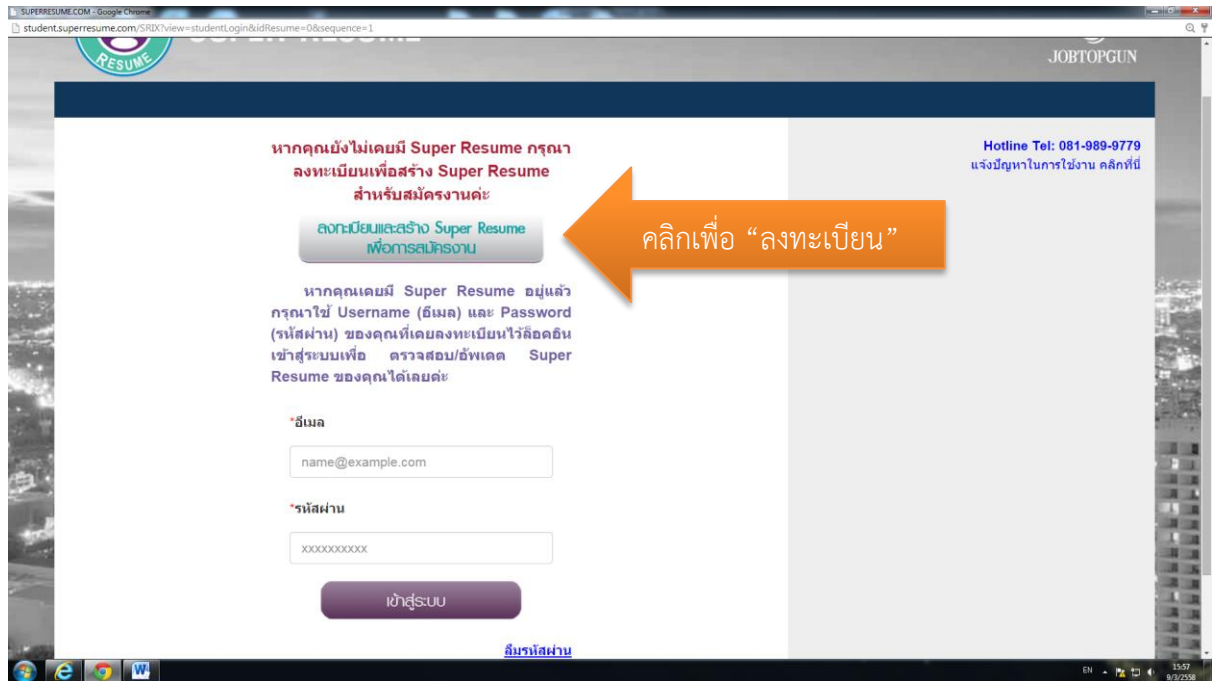 SUPERRESUME.COM - Google Chrome
student.superresume.com/SRIX?view=studentLogin&idResume=0&sequence=1
RESUME
JOBTOPGUN
หากคุณยังไม่เคยมี Super Resume กรุณา
ลงทะเบียนเพื่อสร้าง Super Resume
สำหรับสมัครงานค่ะ
ลงทะเบียนและสร้าง Super Resume
เพื่อการสมัครงาน
คลิกเพื่อ “ลงทะเบียน”
Hotline Tel: 081-989-9779
แจ้งปัญหาในการใช้งาน คลิกที่นี่
หากคุณเคยมี Super Resume อยู่แล้ว
กรุณาใช้ Username (อีเมล) และ Password
(รหัสผ่าน) ของคุณที่เคยลงทะเบียนไว้ล็อคอิน
เข้าสู่ระบบเพื่อ ตรวจสอบ/อัพเดต Super
Resume ของคุณได้เลยค่ะ
*อีเมล
name@example.com
*รหัสผ่าน
xxxxxxxxxx
เข้าสู่ระบบ
ลืมรหัสผ่าน
EN
15:57
9/3/2558